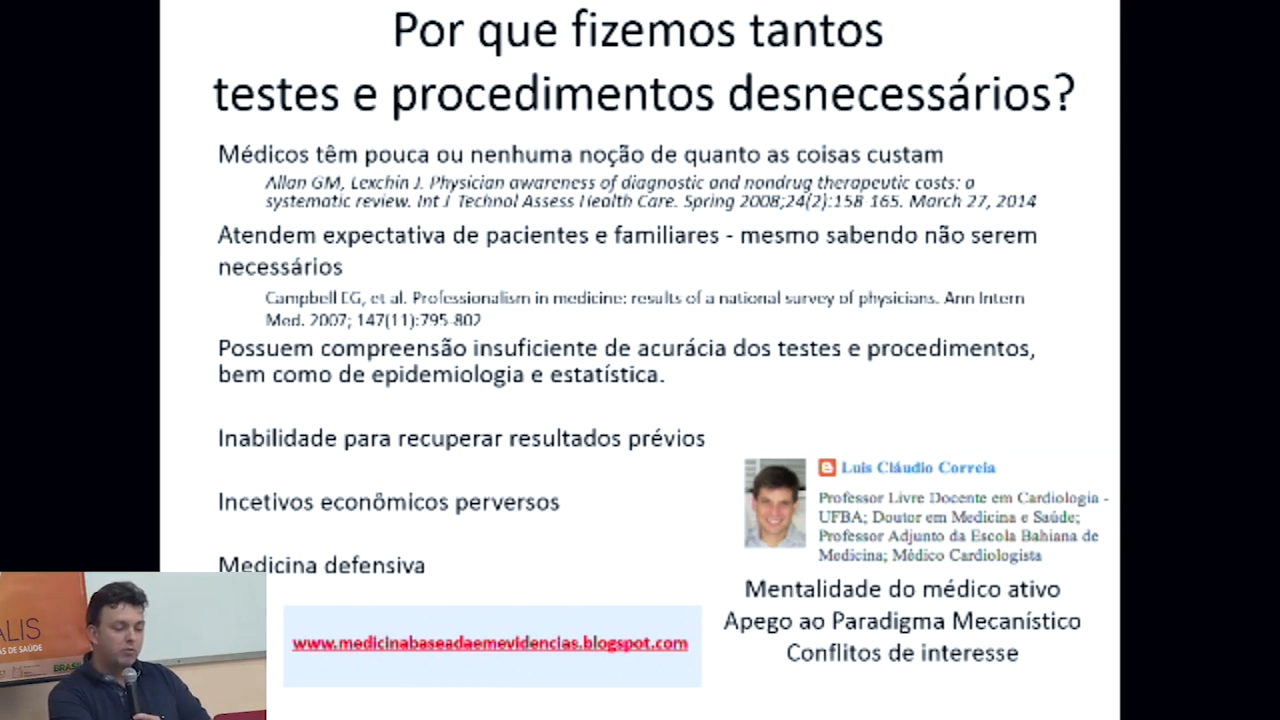 Por que fizemos tantos
testes e procedimentos desnecessários?
Médicos têm pouca ou nenhuma noção de quanto as coisas custam
Allan GM, Lexchin J. Physician awareness of diagnostic and nondrug therapeutic costs: a
systematic review. Int J Technol Assess Health Care. Spring 2008;24(2):158 165. March 27, 2014
Atendem expectativa de pacientes e familiares - mesmo sabendo não serem
necessários
Campbell EG, et al. Professionalism in medicine: results of a national survey of physicians. Ann Intern
Med. 2007; 147(11):795-802
Possuem compreensão insuficiente de acurácia dos testes e procedimentos,
bem como de epidemiologia e estatística.
Inabilidade para recuperar resultados prévios
Incetivos econômicos perversos
Medicina defensiva
Luis Cláudio Correia
Professor Livre Docente em Cardiologia -
UFBA; Doutor em Medicina e Saúde;
Professor Adjunto da Escola Bahiana de
Medicina; Médico Cardiologista
Mentalidade do médico ativo
Apego ao Paradigma Mecanístico
Conflitos de interesse
www.medicinabaseadaemevidencias.blogspot.com
ALIS
AS DE SAÚDE
BRASIL